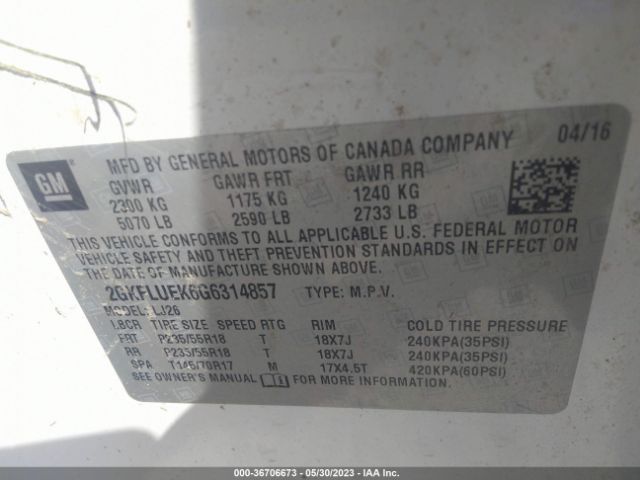 GM
MFD BY GENERAL MOTORS OF CANADA COMPANY 04/16
GVWR GAWR FRT GAWR RR
2300 KG 1175 KG 1240 KG
5070 LB 2590 LB 2733 LB
THIS VEHICLE CONFORMS TO ALL APPLICABLE U.S. FEDERAL MOTOR
VEHICLE SAFETY AND THEFT PREVENTION STANDARDS IN EFFECT ON
THE DATE OF MANUFACTURE SHOWN ABOVE.
2GKFLUEK6G6314857 TYPE: M.P.V.
MODEL: LJ26
LBCR TIRE SIZE SPEED RTG RIM COLD TIRE PRESSURE
FRT P235/55R18 T 18X7J 240KPA(35PSI)
RR P235/55R18 T 18X7J 240KPA(35PSI)
SPA T145/70R17 M 17X4.5T 420KPA(60PSI)
SEE OWNER'S MANUAL FOR MORE INFORMATION
000-36706673 - 05/30/2023 - IAA Inc.